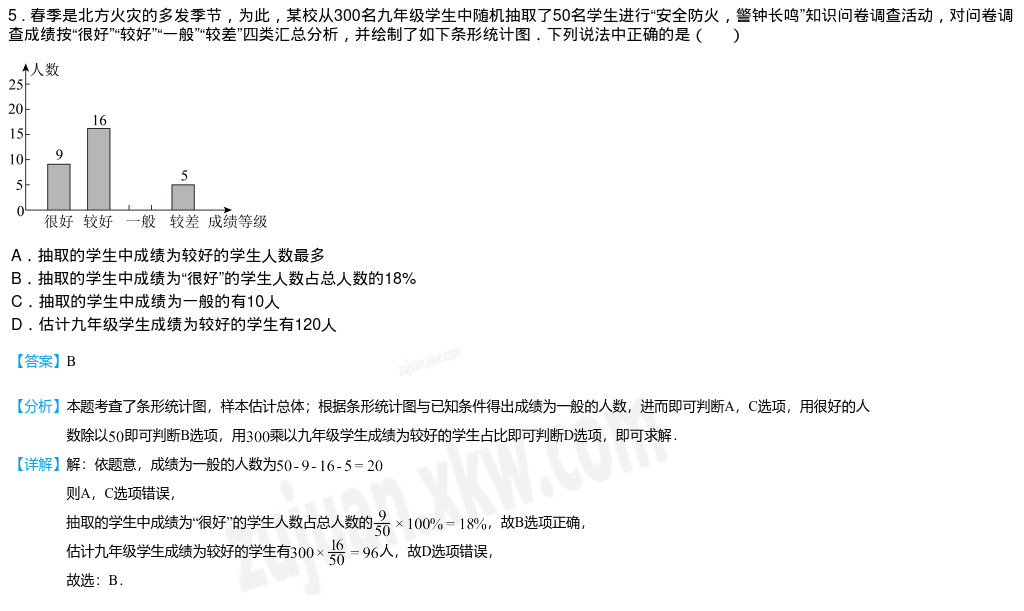 5．春季是北方火灾的多发季节，为此，某校从300名九年级学生中随机抽取了50名学生进行“安全防火，警钟长鸣”知识问卷调查活动，对问卷调
查成绩按“很好”“较好”“一般”“较差”四类汇总分析，并绘制了如下条形统计图．下列说法中正确的是（　　）
人数
25
20
15
10
5
0
9
16
5
很好 较好 一般 较差 成绩等级
A．抽取的学生中成绩为较好的学生人数最多
B．抽取的学生中成绩为“很好”的学生人数占总人数的18%
C．抽取的学生中成绩为一般的有10人
D．估计九年级学生成绩为较好的学生有120人
【答案】B
【分析】本题考查了条形统计图，样本估计总体；根据条形统计图与已知条件得出成绩为一般的人数，进而即可判断A，C选项，用很好的人
数除以50即可判断B选项，用300乘以九年级学生成绩为较好的学生占比即可判断D选项，即可求解．
【详解】解：依题意，成绩为一般的人数为50 - 9 - 16 - 5 = 20
则A，C选项错误，
抽取的学生中成绩为“很好”的学生人数占总人数的9/50 × 100% = 18%，故B选项正确，
估计九年级学生成绩为较好的学生有300 × 16/50 = 96人，故D选项错误，
故选：B．
zujuan.xkw.com
zujuan.xkw.com